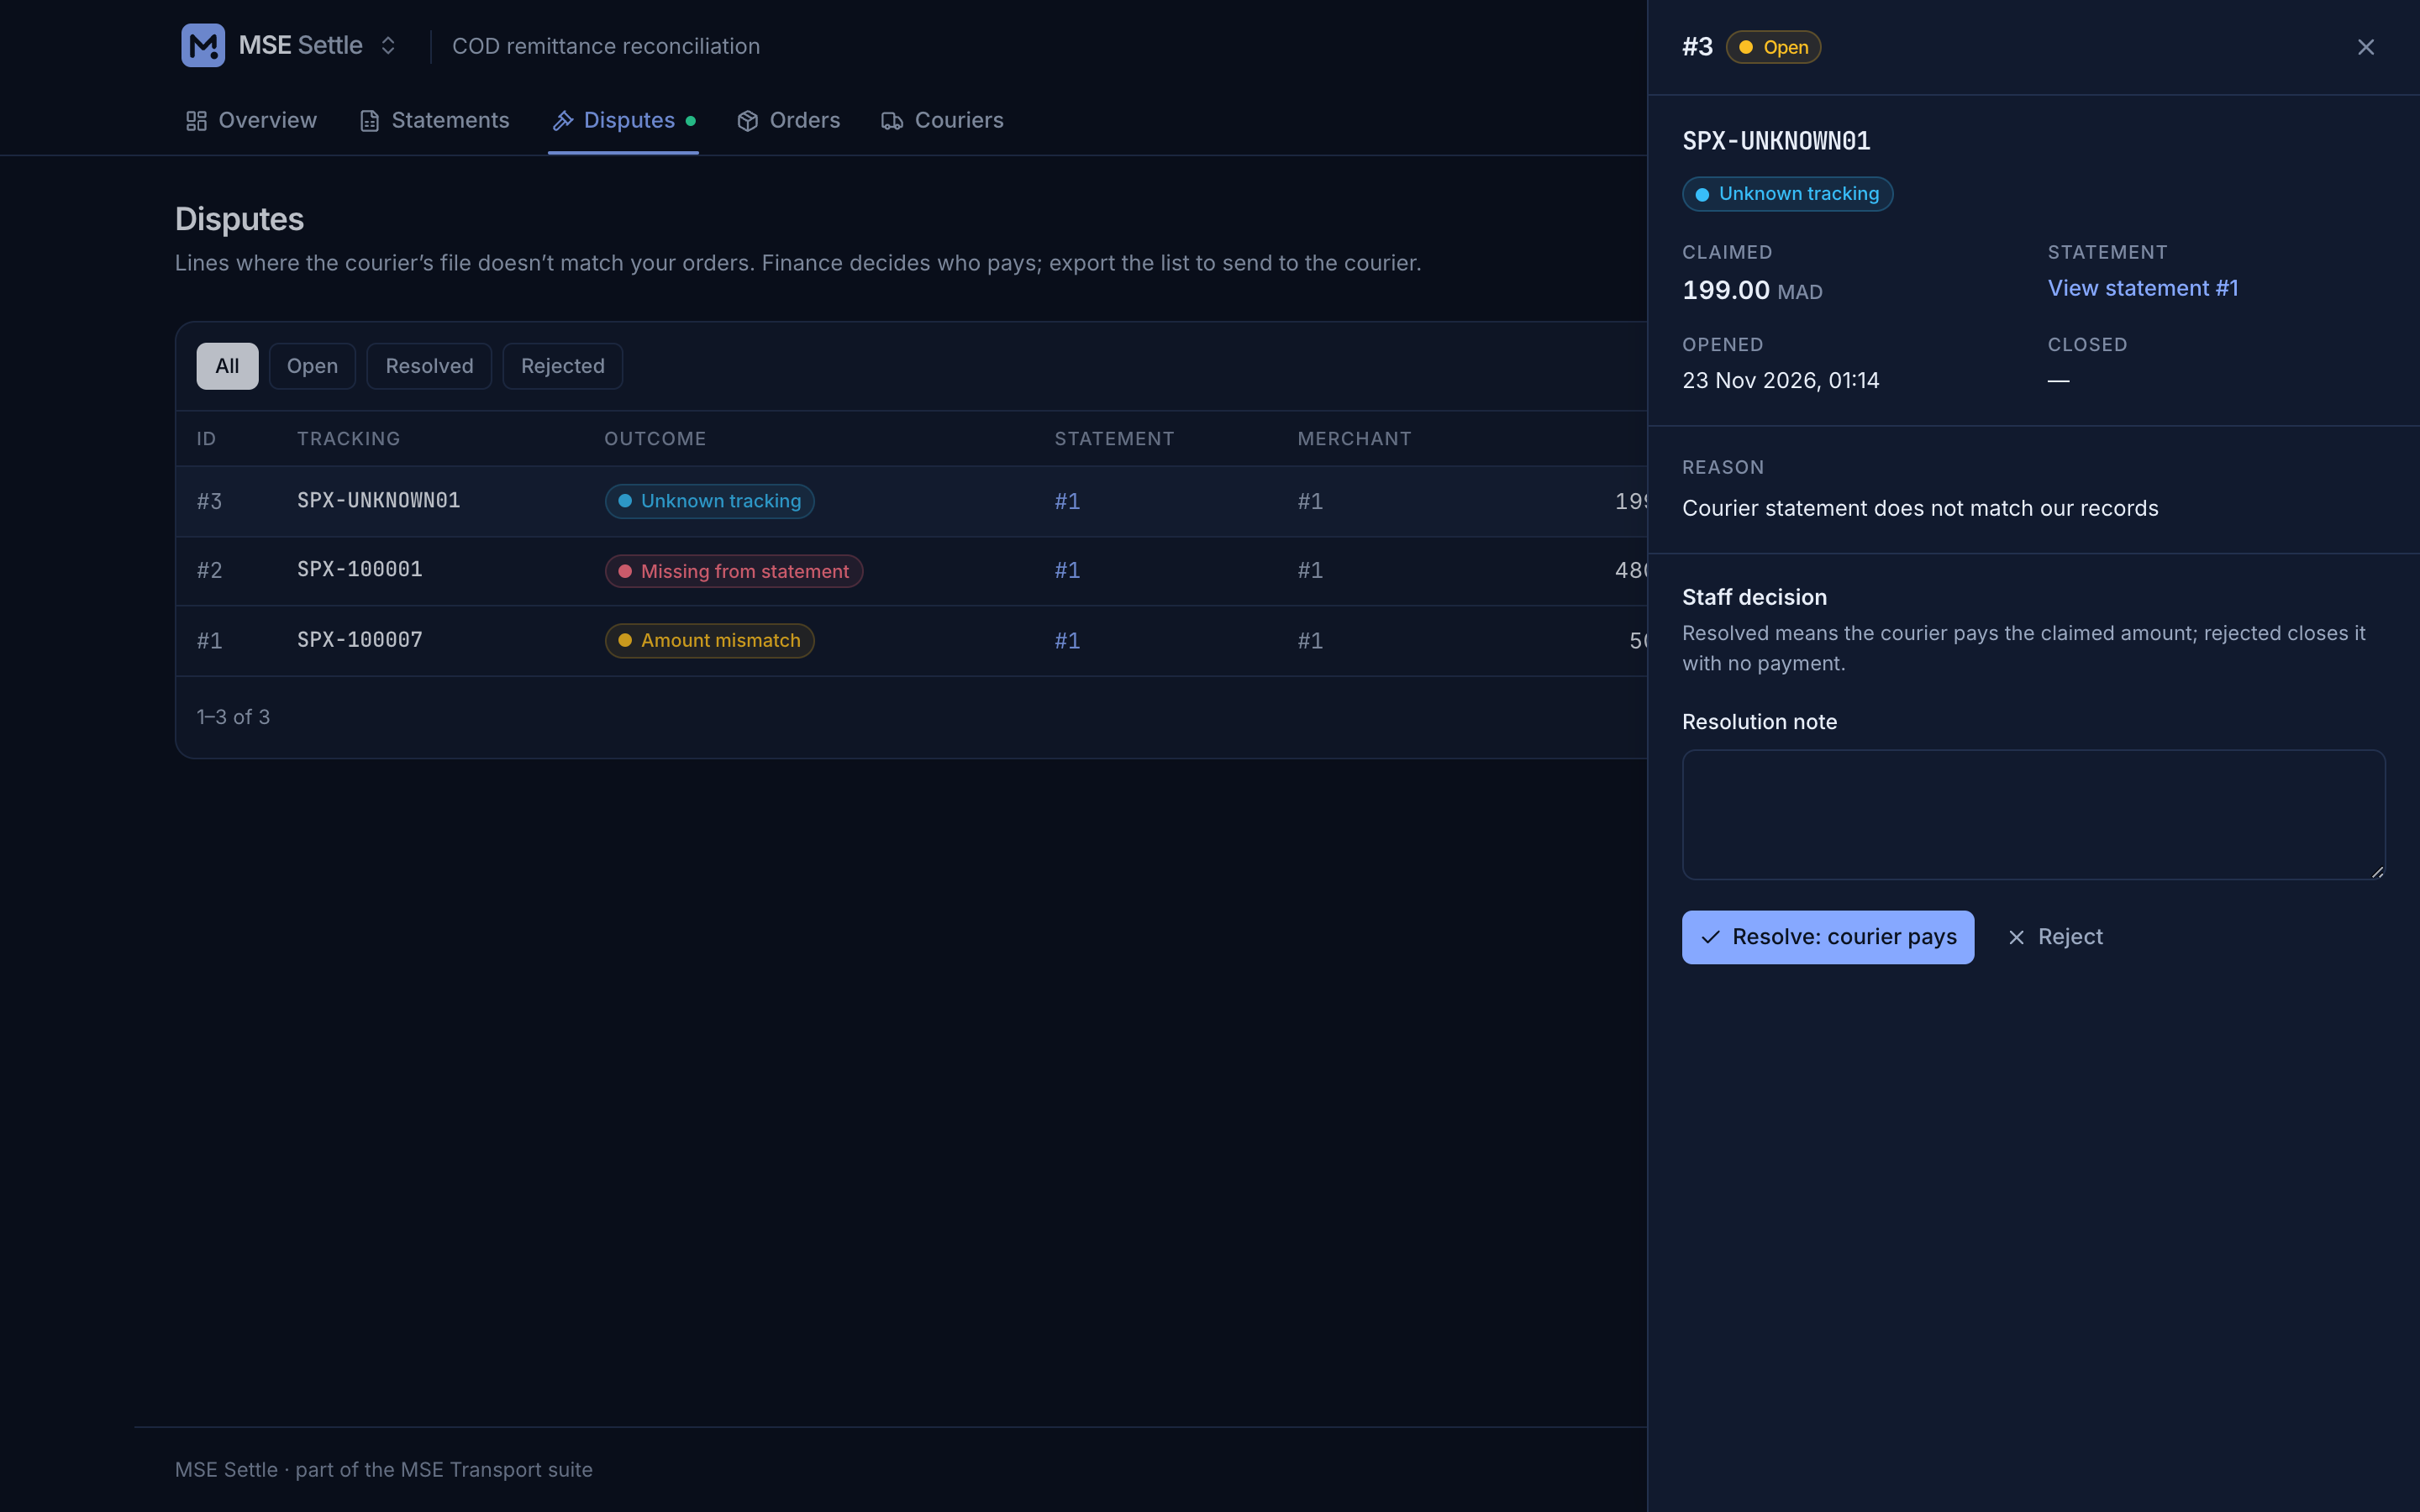 MSE Settle
COD remittance reconciliation
Overview
Statements
Disputes
Orders
Couriers
Disputes
Lines where the courier’s file doesn’t match your orders. Finance decides who pays; export the list to send to the courier.
All
Open
Resolved
Rejected
ID TRACKING OUTCOME STATEMENT MERCHANT
#3 SPX-UNKNOWN01 Unknown tracking #1 #1
#2 SPX-100001 Missing from statement #1 #1
#1 SPX-100007 Amount mismatch #1 #1
1–3 of 3
MSE Settle · part of the MSE Transport suite
#3 Open
SPX-UNKNOWN01
Unknown tracking
CLAIMED STATEMENT
199.00 MAD View statement #1
OPENED CLOSED
23 Nov 2026, 01:14 —
REASON
Courier statement does not match our records
Staff decision
Resolved means the courier pays the claimed amount; rejected closes it
with no payment.
Resolution note
Resolve: courier pays
Reject